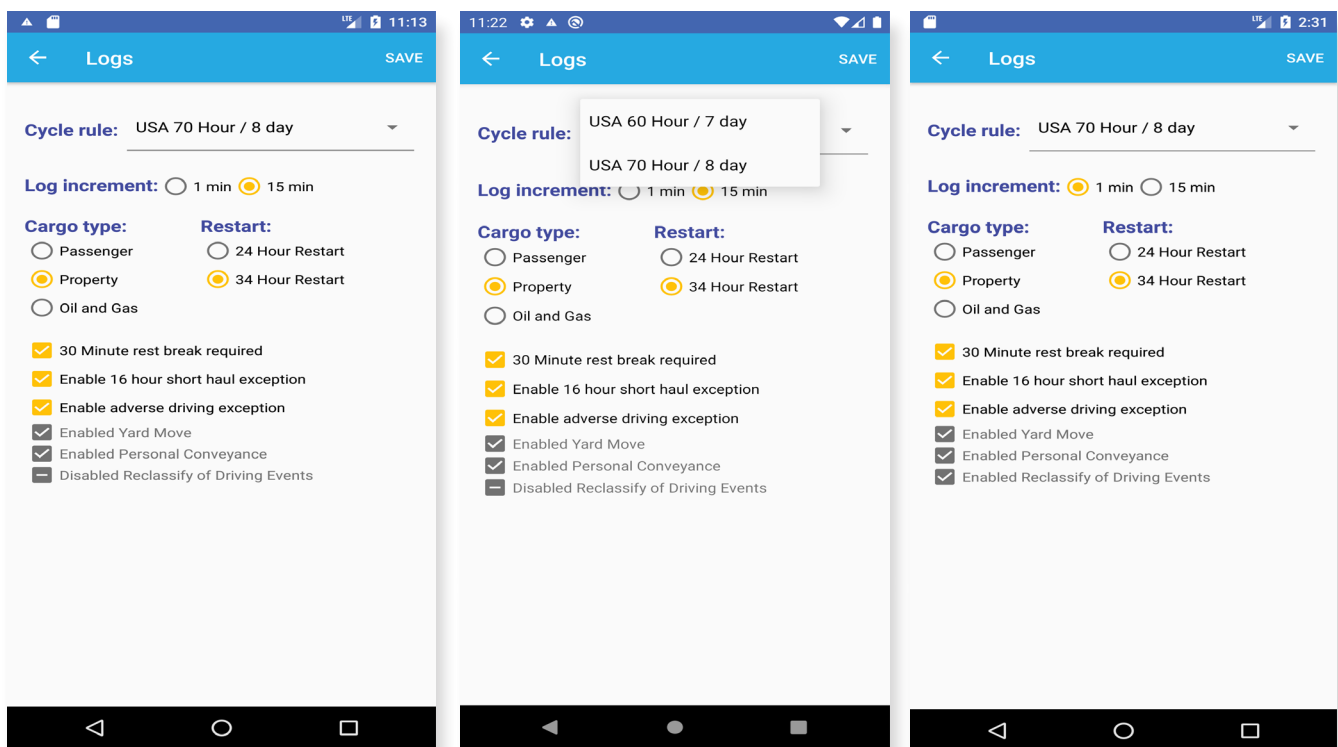 LTE 11:13
Logs SAVE
Cycle rule: USA 70 Hour / 8 day
Log increment: 1 min 15 min
Cargo type: Restart:
Passenger 24 Hour Restart
Property 34 Hour Restart
Oil and Gas
30 Minute rest break required
Enable 16 hour short haul exception
Enable adverse driving exception
Enabled Yard Move
Enabled Personal Conveyance
Disabled Reclassify of Driving Events
11:22
Logs SAVE
USA 60 Hour / 7 day
Cycle rule:
USA 70 Hour / 8 day
Log increment: 1 min 15 min
Cargo type: Restart:
Passenger 24 Hour Restart
Property 34 Hour Restart
Oil and Gas
30 Minute rest break required
Enable 16 hour short haul exception
Enable adverse driving exception
Enabled Yard Move
Enabled Personal Conveyance
Disabled Reclassify of Driving Events
LTE 2:31
Logs SAVE
Cycle rule: USA 70 Hour / 8 day
Log increment: 1 min 15 min
Cargo type: Restart:
Passenger 24 Hour Restart
Property 34 Hour Restart
Oil and Gas
30 Minute rest break required
Enable 16 hour short haul exception
Enable adverse driving exception
Enabled Yard Move
Enabled Personal Conveyance
Enabled Reclassify of Driving Events